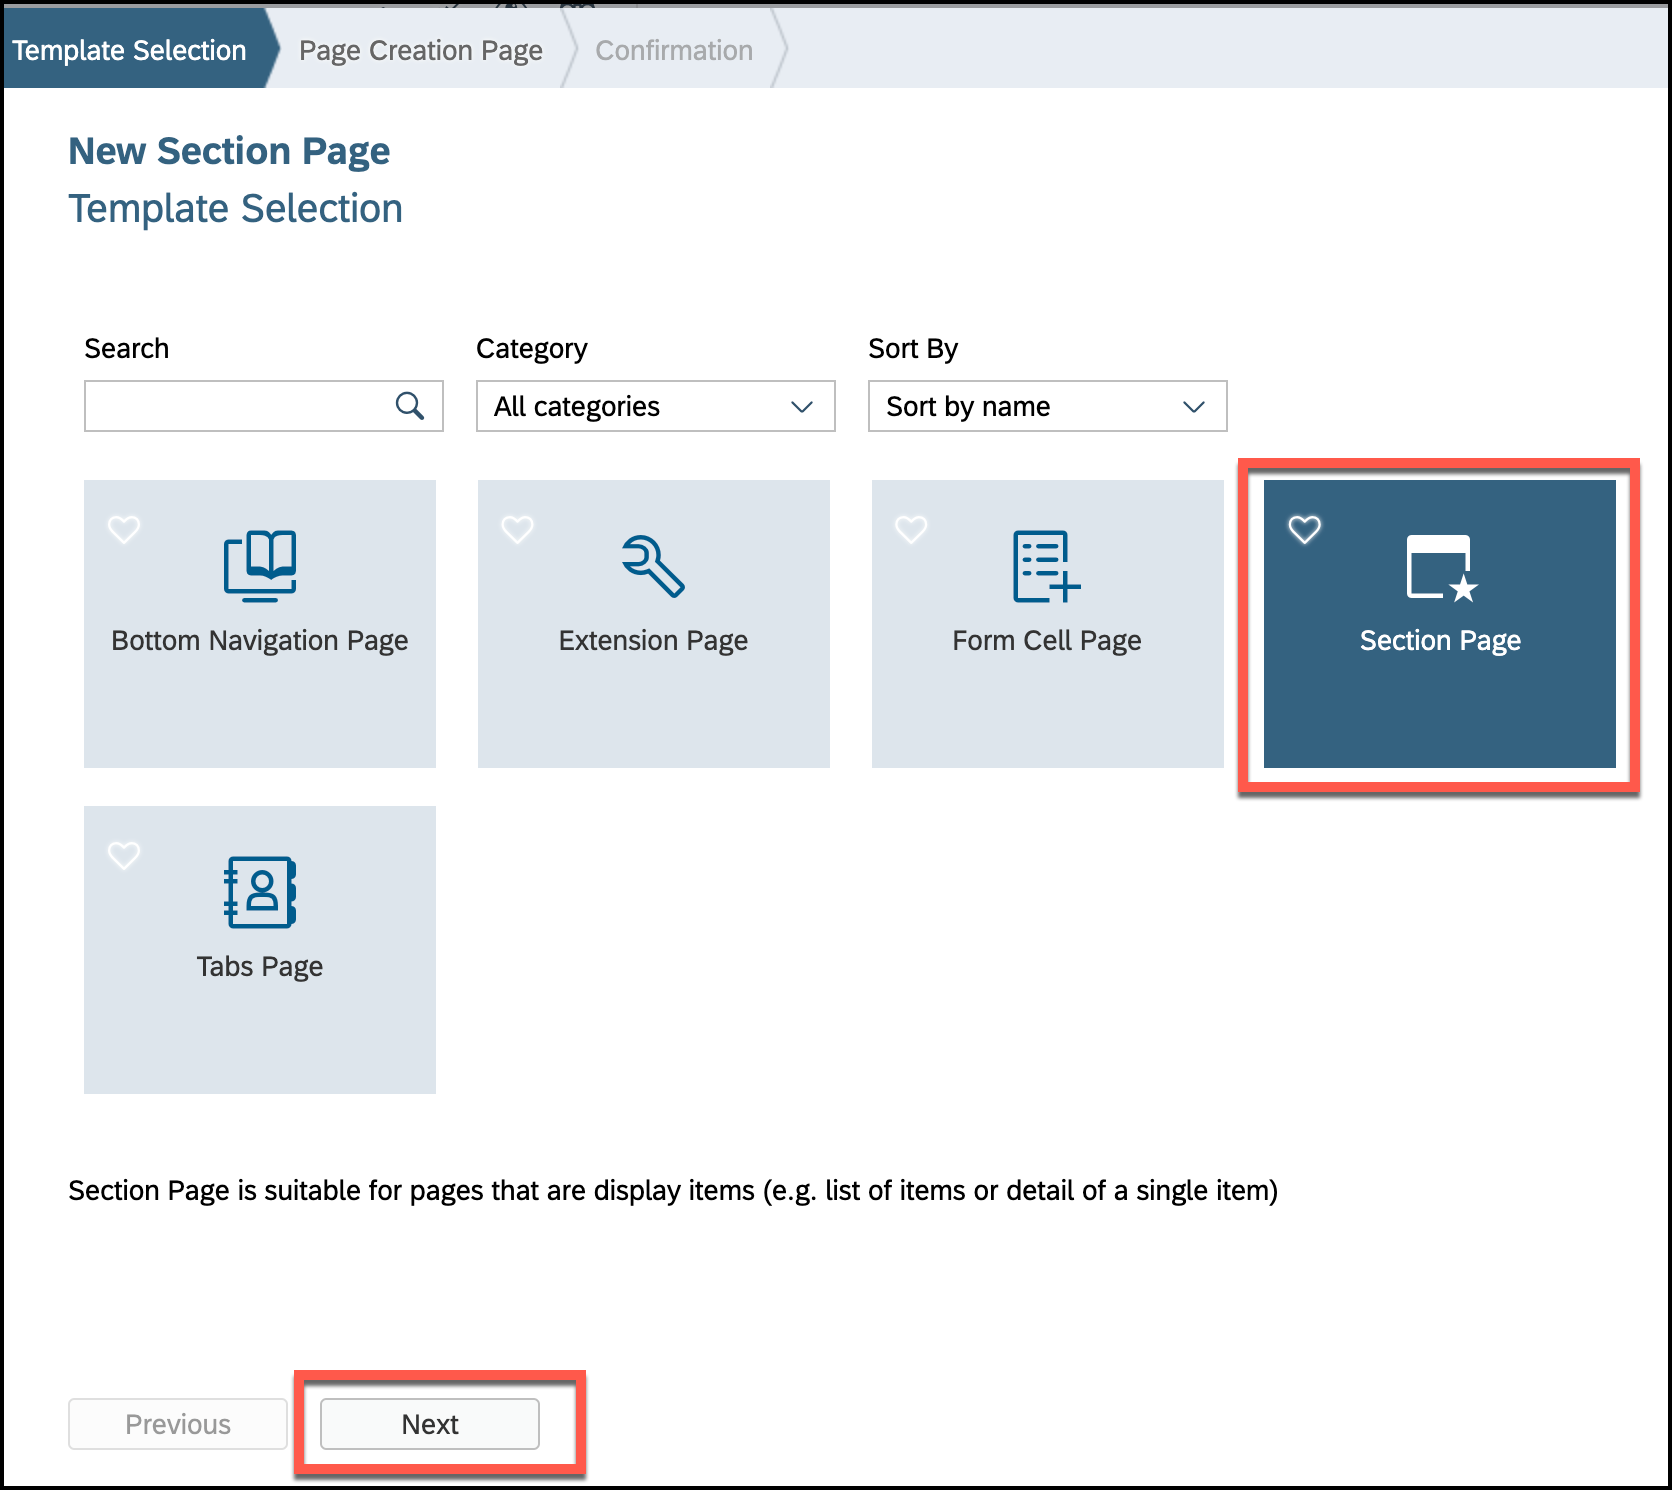 Template Selection Page Creation Page Confirmation
New Section Page
Template Selection
Search Category Sort By
All categories Sort by name
Bottom Navigation Page Extension Page Form Cell Page Section Page
Tabs Page
Section Page is suitable for pages that are display items (e.g. list of items or detail of a single item)
Previous Next